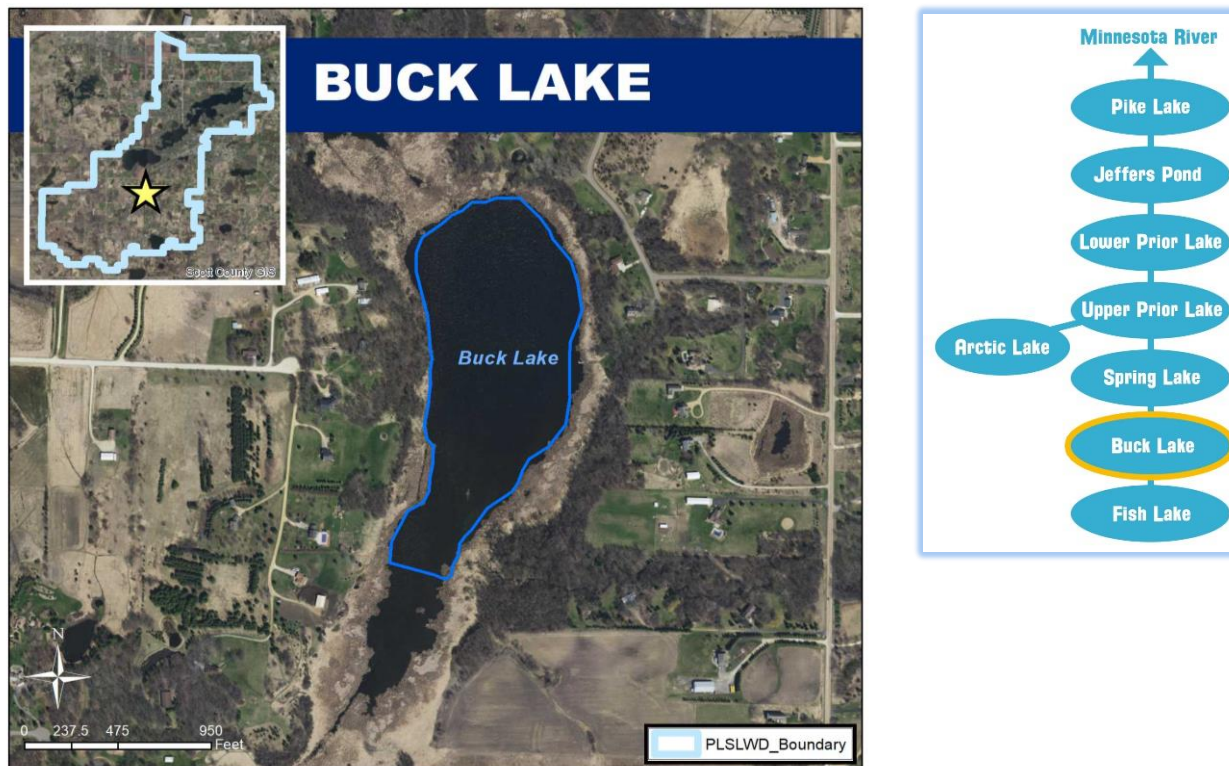 BUCK LAKE
Scott County GIS
Buck Lake
N
0 237.5 475 950
Feet
PLSLWD_Boundary
Minnesota River
Pike Lake
Jeffers Pond
Lower Prior Lake
Upper Prior Lake
Arctic Lake
Spring Lake
Buck Lake
Fish Lake